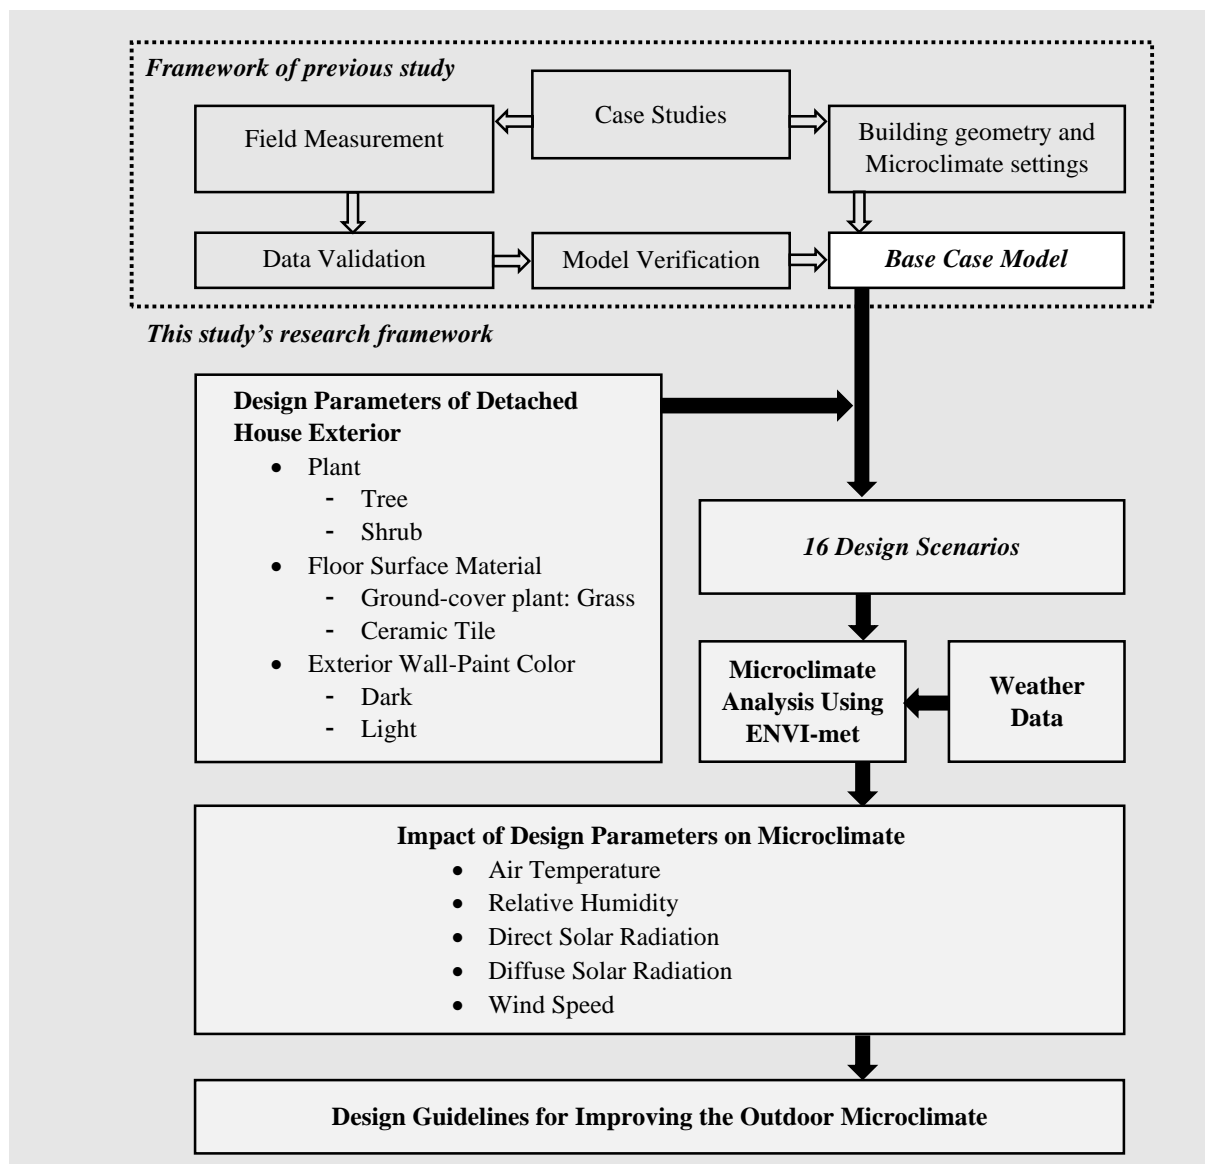 Framework of previous study
Case Studies
Field Measurement
Building geometry and
Microclimate settings
Data Validation
Model Verification
Base Case Model
This study’s research framework
Design Parameters of Detached
House Exterior
• Plant
- Tree
- Shrub
• Floor Surface Material
- Ground-cover plant: Grass
- Ceramic Tile
• Exterior Wall-Paint Color
- Dark
- Light
16 Design Scenarios
Microclimate
Analysis Using
ENVI-met
Weather
Data
Impact of Design Parameters on Microclimate
• Air Temperature
• Relative Humidity
• Direct Solar Radiation
• Diffuse Solar Radiation
• Wind Speed
Design Guidelines for Improving the Outdoor Microclimate